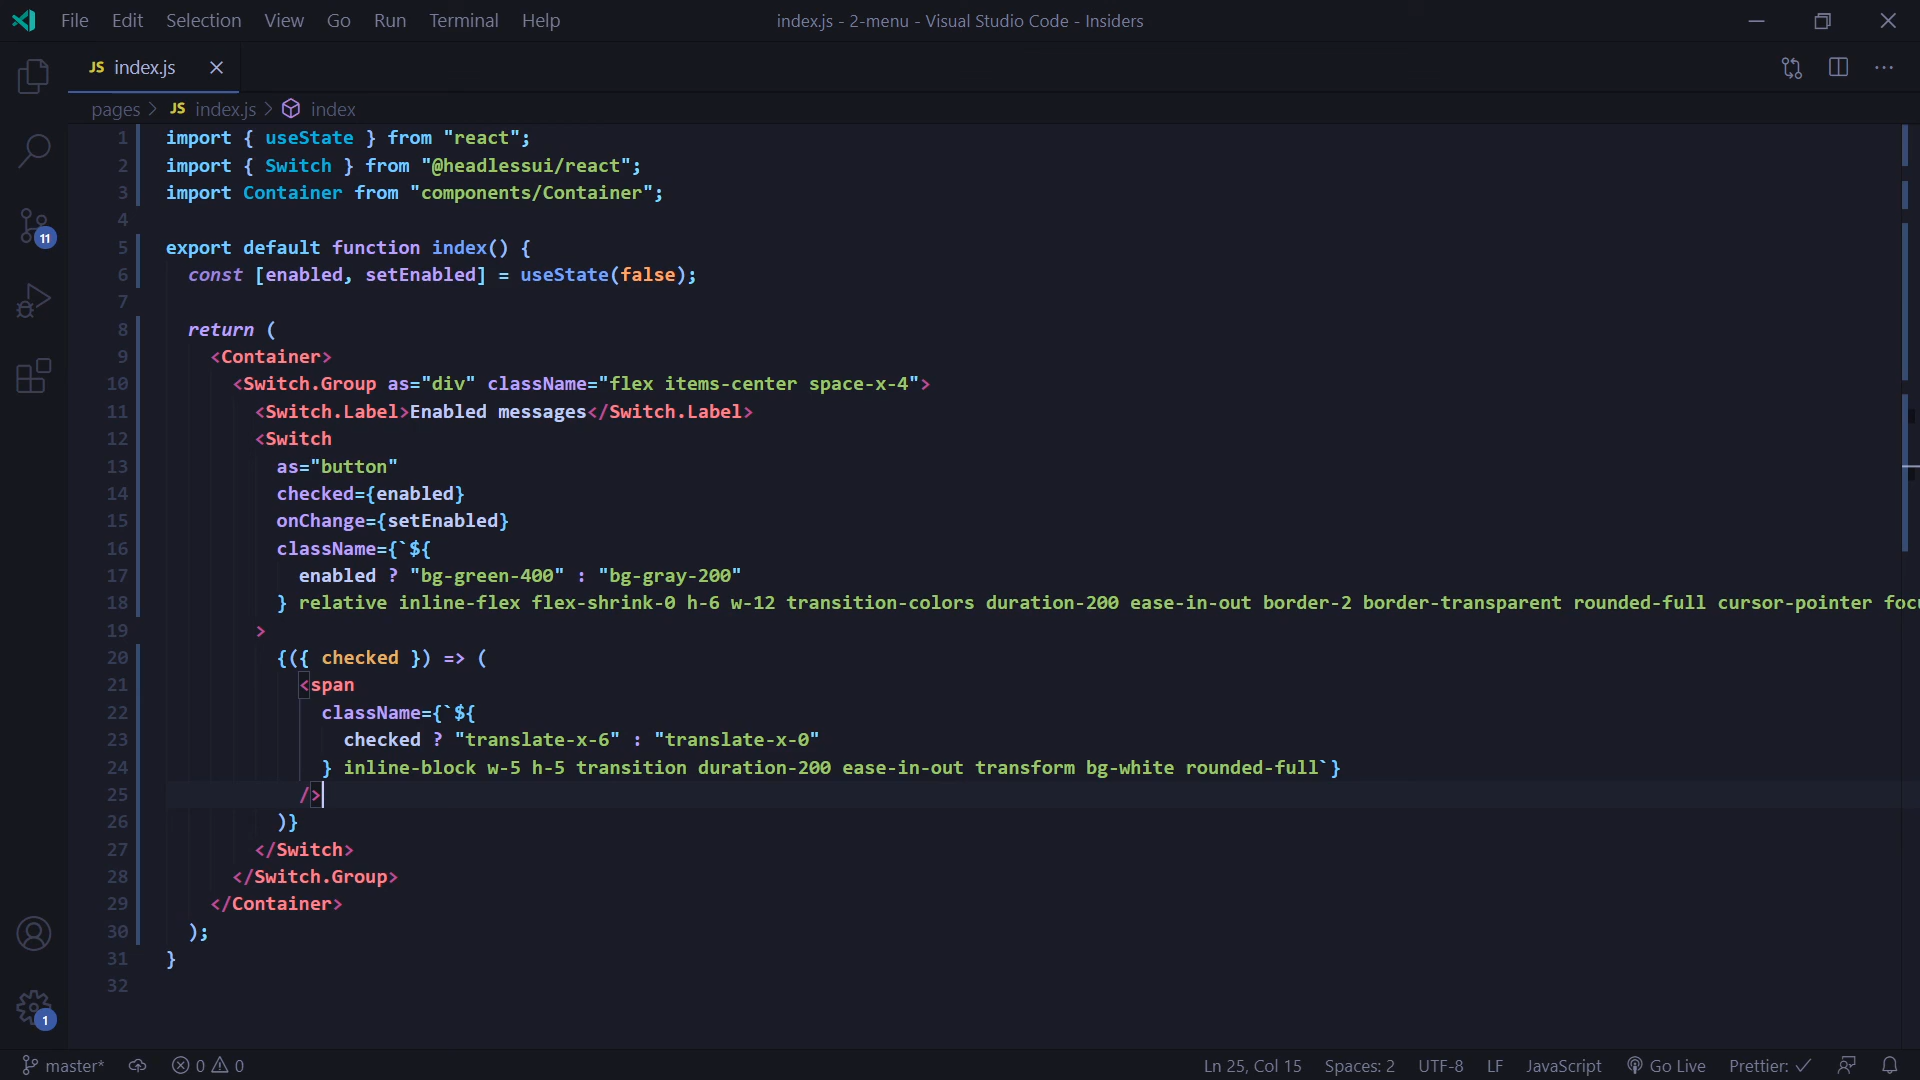 File Edit Selection View Go Run Terminal Help
index.js - 2-menu - Visual Studio Code - Insiders
JS index.js
pages > JS index.js > index
1 import { useState } from "react";
2 import { Switch } from "@headlessui/react";
3 import Container from "components/Container";
4
5 export default function index() {
6 const [enabled, setEnabled] = useState(false);
7
8 return (
9 <Container>
10 <Switch.Group as="div" className="flex items-center space-x-4">
11 <Switch.Label>Enabled messages</Switch.Label>
12 <Switch
13 as="button"
14 checked={enabled}
15 onChange={setEnabled}
16 className={`${
17 enabled ? "bg-green-400" : "bg-gray-200"
18 } relative inline-flex flex-shrink-0 h-6 w-12 transition-colors duration-200 ease-in-out border-2 border-transparent rounded-full cursor-pointer
19 >
20 {({ checked }) => (
21 <span
22 className={`${
23 checked ? "translate-x-6" : "translate-x-0"
24 } inline-block w-5 h-5 transition duration-200 ease-in-out transform bg-white rounded-full`}
25 />
26 )}
27 </Switch>
28 </Switch.Group>
29 </Container>
30 );
31 }
32
11
1
master* 0 0 Ln 25, Col 15 Spaces: 2 UTF-8 LF JavaScript Go Live Prettier: ✓